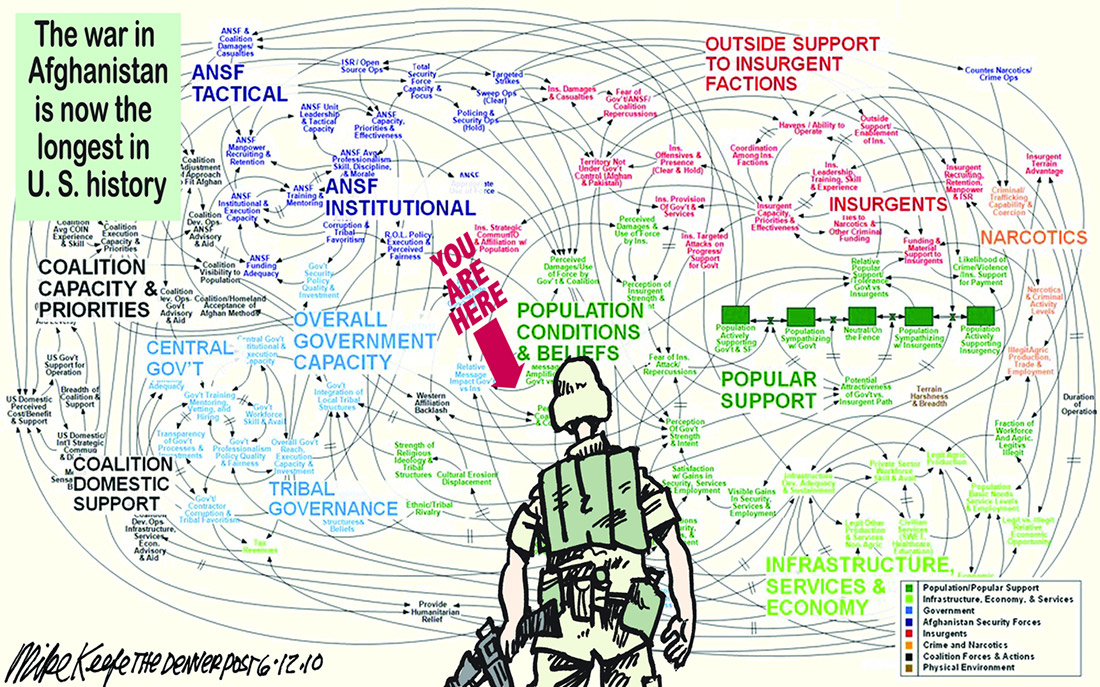 The war in
Afghanistan
is now the
longest in
U. S. history
ANSF &
Coalition
Damages/
Casualties
ANSF
TACTICAL
ISR / Open
Source Ops
Total
Security
Force
Capacity &
Focus
Targeted
Strikes
Sweep Ops
(Clear)
Policing &
Security Ops
(Hold)
Ins. Damages
& Casualties
Fear of
Gov't/ANSF/
Coalition
Repercussions
OUTSIDE SUPPORT
TO INSURGENT
FACTIONS
Counter Narcotics/
Crime Ops
ANSF Unit
Leadership
& Tactical
Capacity
ANSF
Capacity,
Priorities &
Effectiveness
Havens / Ability to
Operate
Outside
Support/
Enablement
of Ins.
ANSF
Manpower
Recruiting &
Retention
ANSF Avg
Professionalism
Skill, Discipline,
& Morale
Coalition
Adjustment
of Approach
to Fit Afghan
ANSF
Institutional &
Execution
Capacity
ANSF
Training &
Mentoring
ANSF
INSTITUTIONAL
ANSF
Territory Not
Under Gov't
Control (Afghan
& Pakistan)
Ins.
Offensives &
Presence
(Clear & Hold)
Coordination
Among Ins.
Factions
Ins.
Leadership,
Training, Skill
& Experience
Insurgent
Recruiting,
Retention,
Manpower
& ISR
Insurgent
Terrain
Advantage
Criminal/
Trafficking
Capability &
Coercion
Coalition
Avg COIN
Experience
& Skill
Coalition
Execution
Capacity &
Priorities
Coalition
Dev. Ops-
ANSF
Advisory
& Aid
Corruption &
Tribal
Favoritism
R.O.L. Policy,
Execution &
Perceived
Fairness
Ins. Strategic
& Affiliation w/
Population
Perceived
Damages &
Use of Force
by Ins.
Ins. Provision
Of Gov't &
Services
Ins. Targeted
Attacks on
Progress/
Support
for Gov't
Insurgent
Capacity,
Priorities &
Effectiveness
INSURGENTS
Ties to
Narcotics &
Other Criminal
Funding
Funding &
Material
Support to
Insurgents
NARCOTICS
COALITION
CAPACITY &
PRIORITIES
Coalition
Visibility to
Population
ANSF
Funding
Adequacy
Gov't
Security
Policy
Quality &
Investment
YOU
ARE
HERE
Perceived
Damages/Use
of Force by
Gov't & Coalition
Perception of
Insurgent
Strength &
Relative
Popular
Support/
Tolerance
Gov't vs
Insurgents
Likelihood of
Crime/Violence
/Ins. Support
for Payment
Coalition
Dev. Ops-
Gov't
Advisory
& Aid
Coalition/Homeland
Acceptance of
Afghan Methods
Narcotics
& Criminal
Activity
Levels
OVERALL
GOVERNMENT
CAPACITY
POPULATION
CONDITIONS
& BELIEFS
Population
Actively
Supporting
Gov't & SF
Population
Sympathizing
w/ Gov't
Neutral/On
the Fence
Population
Sympathizing
w/ Insurgents
Population
Actively
Supporting
Insurgency
CENTRAL
GOV'T
US Gov't
Support for
Operation
Breadth of
Coalition &
Support
US Domestic
Perceived
Cost/Benefit
& Support
Adequacy
Gov't Training
Mentoring,
Vetting, and
Hiring
Gov't
Workforce
Skill & Avail
Gov't
Integration of
Local Tribal
Structures
Western
Affiliation
Backlash
Relative
Message
Impact Gov't
vs Ins
Fear of Ins.
Attack/
Repercussions
POPULAR
SUPPORT
Potential
Attractiveness
of Gov't vs.
Insurgent Path
Terrain
Harshness
& Breadth
Illegit Agric
Production,
Trade &
Employment
Duration
of
Operation
US Domestic/
Int'l Strategic
COALITION
DOMESTIC
SUPPORT
Transparency
of Gov't
Processes &
Investments
Gov't
Professionalism
Policy Quality
& Fairness
Overall Gov't
Reach,
Execution
Capacity &
Investment
Strength of
Religious
Ideology &
Tribal
Structures
Cultural Erosion/
Displacement
Perception
Of Gov't
Strength
& Intent
Fraction of
Workforce
And Agric.
Legit vs
Illegit
TRIBAL
GOVERNANCE
Structures &
Beliefs
Ethnic/Tribal
Rivalry
Satisfaction
w/ Gains in
Security, Services
& Employment
Visible Gains
In Security,
Services &
Employment
Infrastructure
Dev. Adequacy
& Sustainment
Private Sector
Workforce
Skill & Avail
Legit Agric
Production
Population
Basic Needs
Service Levels
& Employment
Gov't/
Contractor
Corruption &
Tribal Favoritism
Dev. Ops
Infrastructure,
Services,
Econ.
Advisory
& Aid
Tax
Revenues
Legit Other
Production
& Services
Non Agric
Civilian
Services
(SWET,
Healthcare,
Education)
Legit vs. Illegit
Relative
Economic
Opportunity
INFRASTRUCTURE,
SERVICES &
ECONOMY
Provide
Humanitarian
Relief
Population/Popular Support
Infrastructure, Economy, & Services
Government
Afghanistan Security Forces
Insurgents
Crime and Narcotics
Coalition Forces & Actions
Physical Environment
Mike Keefe THE DENVER POST 6·12·10